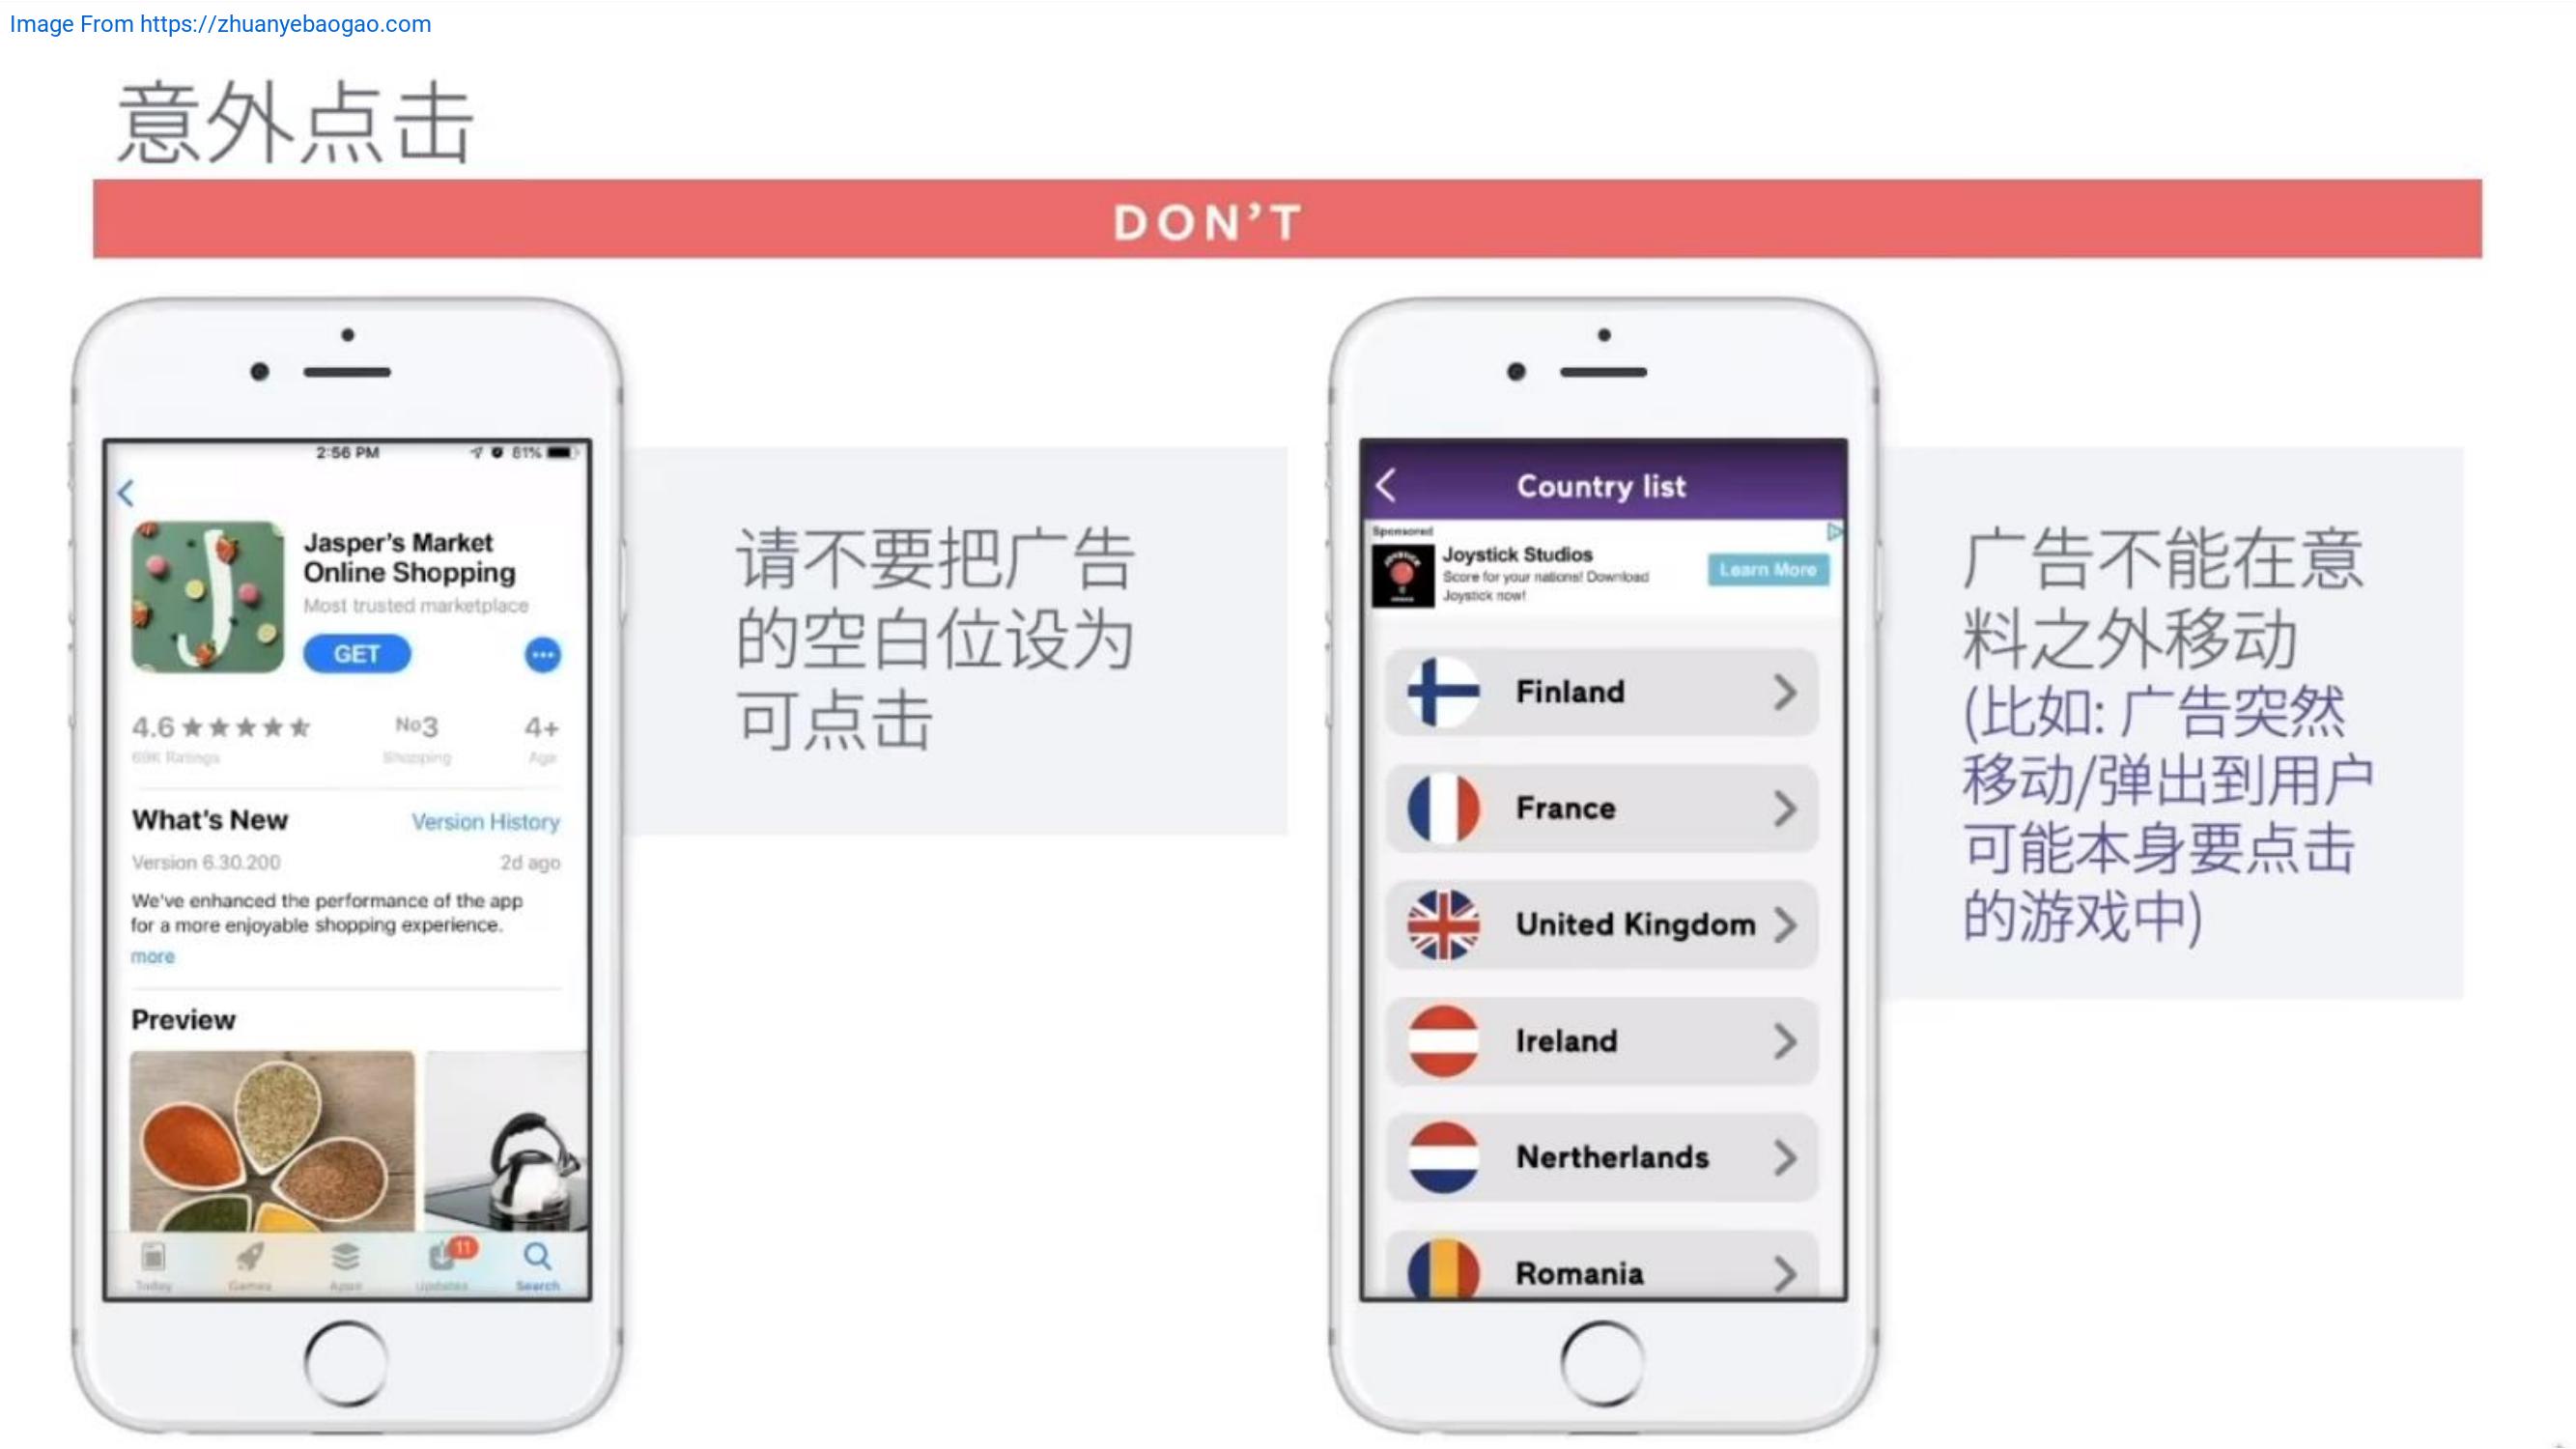 Image From https://zhuanyebaogao.com
意外点击
DON'T
2:56 PM
61%
Jasper's Market
Online Shopping
Most trusted marketplace
GET
4.6
No3
4+
69K Ratings
Shopping
Age
What's New
Version History
Version 6.30.200
2d ago
We've enhanced the performance of the app
for a more enjoyable shopping experience.
more
Preview
11
Today
Games
Apps
Updates
Search
请不要把广告
的空白位设为
可点击
Country list
Sponsored
Joystick Studios
Score for your nations! Download
Joystick now!
Learn More
Finland
France
United Kingdom
Ireland
Nertherlands
Romania
广告不能在意
料之外移动
(比如: 广告突然
移动/弹出到用户
可能本身要点击
的游戏中)